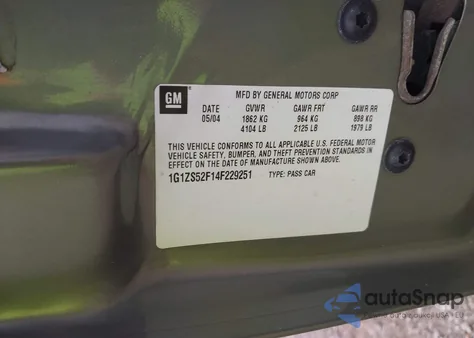 GM
MFD BY GENERAL MOTORS CORP
DATE GVWR GAWR FRT GAWR RR
05/04 1862 KG 964 KG 898 KG
4104 LB 2125 LB 1979 LB
THIS VEHICLE CONFORMS TO ALL APPLICABLE U.S. FEDERAL MOTOR
VEHICLE SAFETY, BUMPER, AND THEFT PREVENTION STANDARDS IN
EFFECT ON THE DATE OF MANUFACTURE SHOWN ABOVE.
1G1ZS52F14F229251 TYPE: PASS CAR
autoSnap
USA I EU